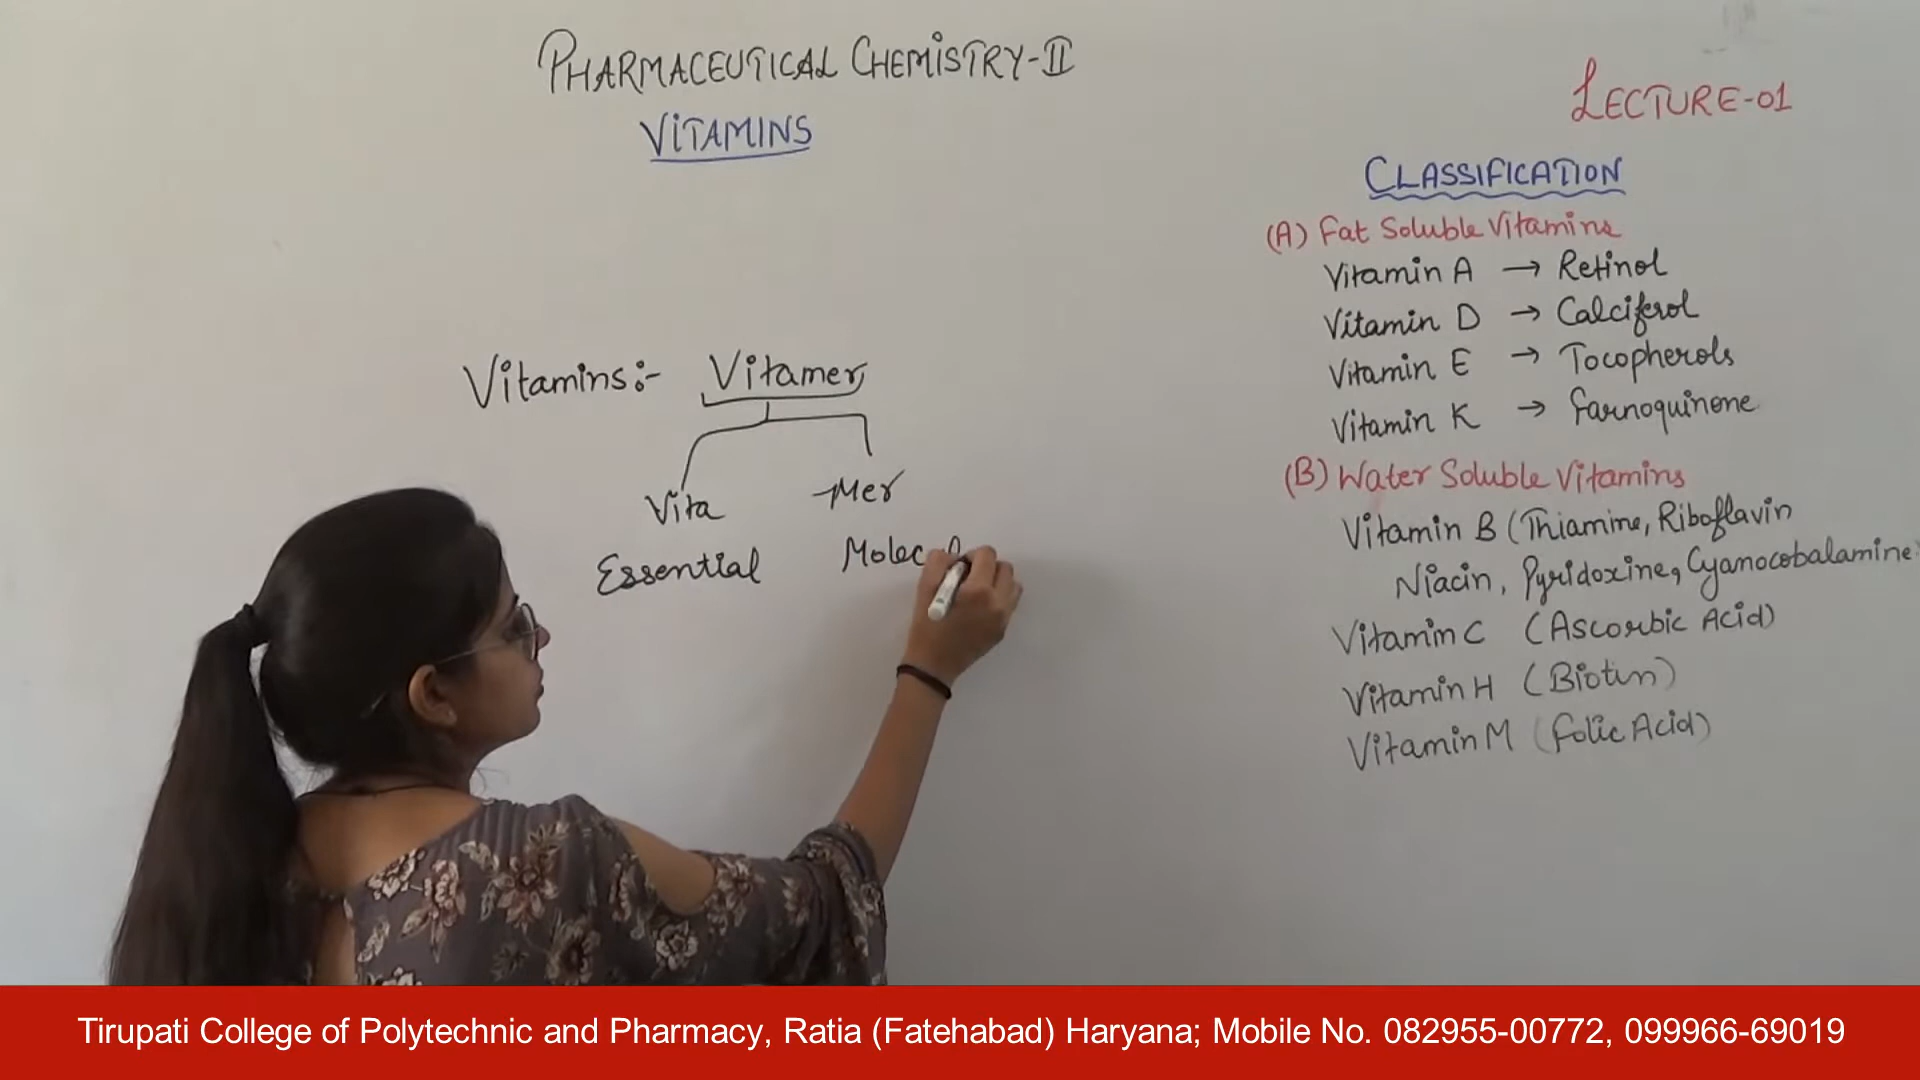 PHARMACEUTICAL CHEMISTRY-II
VITAMINS
LECTURE-01
CLASSIFICATION
(A) Fat Soluble Vitamins
Vitamin A → Retinol
Vitamin D → Calciferol
Vitamin E → Tocopherols
Vitamin K → Farnoquinone
(B) Water Soluble Vitamins
Vitamin B (Thiamine, Riboflavin
Niacin, Pyridoxine, Cyanocobalamine)
Vitamin C (Ascorbic Acid)
Vitamin H (Biotin)
Vitamin M (Folic Acid)
Vitamins:- Vitamer
Vita Mer
Essential
Tirupati College of Polytechnic and Pharmacy, Ratia (Fatehabad) Haryana; Mobile No. 082955-00772, 099966-69019